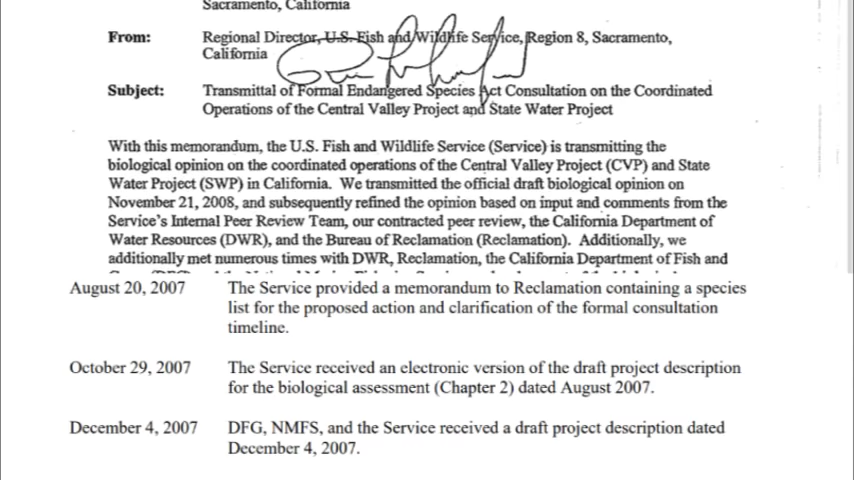 Sacramento, California
From: Regional Director, U.S. Fish and Wildlife Service, Region 8, Sacramento,
California
Subject: Transmittal of Formal Endangered Species Act Consultation on the Coordinated
Operations of the Central Valley Project and State Water Project
With this memorandum, the U.S. Fish and Wildlife Service (Service) is transmitting the
biological opinion on the coordinated operations of the Central Valley Project (CVP) and State
Water Project (SWP) in California. We transmitted the official draft biological opinion on
November 21, 2008, and subsequently refined the opinion based on input and comments from the
Service's Internal Peer Review Team, our contracted peer review, the California Department of
Water Resources (DWR), and the Bureau of Reclamation (Reclamation). Additionally, we
additionally met numerous times with DWR, Reclamation, the California Department of Fish and
August 20, 2007 The Service provided a memorandum to Reclamation containing a species
list for the proposed action and clarification of the formal consultation
timeline.
October 29, 2007 The Service received an electronic version of the draft project description
for the biological assessment (Chapter 2) dated August 2007.
December 4, 2007 DFG, NMFS, and the Service received a draft project description dated
December 4, 2007.